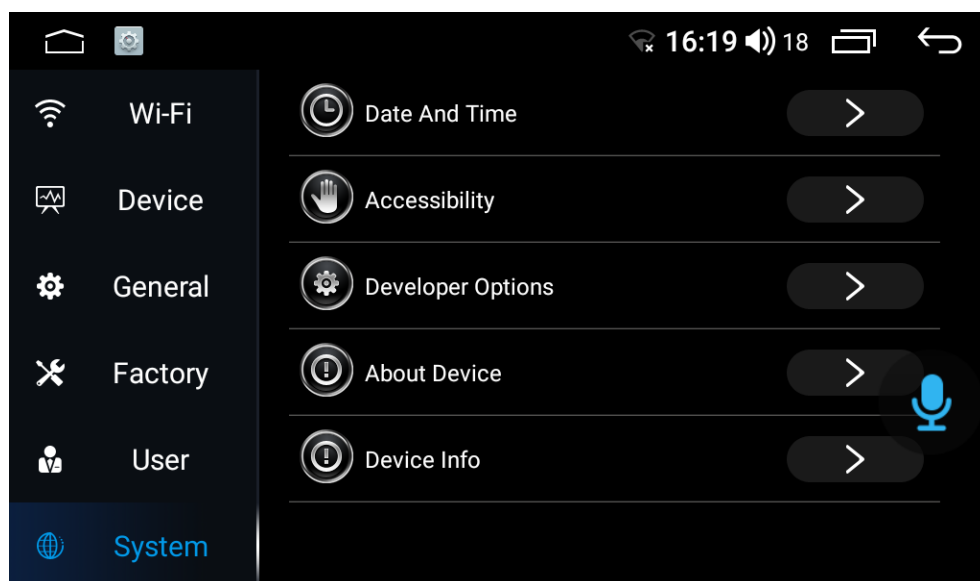 16:19 18
Wi-Fi
Device
General
Factory
User
System
Date And Time
Accessibility
Developer Options
About Device
Device Info